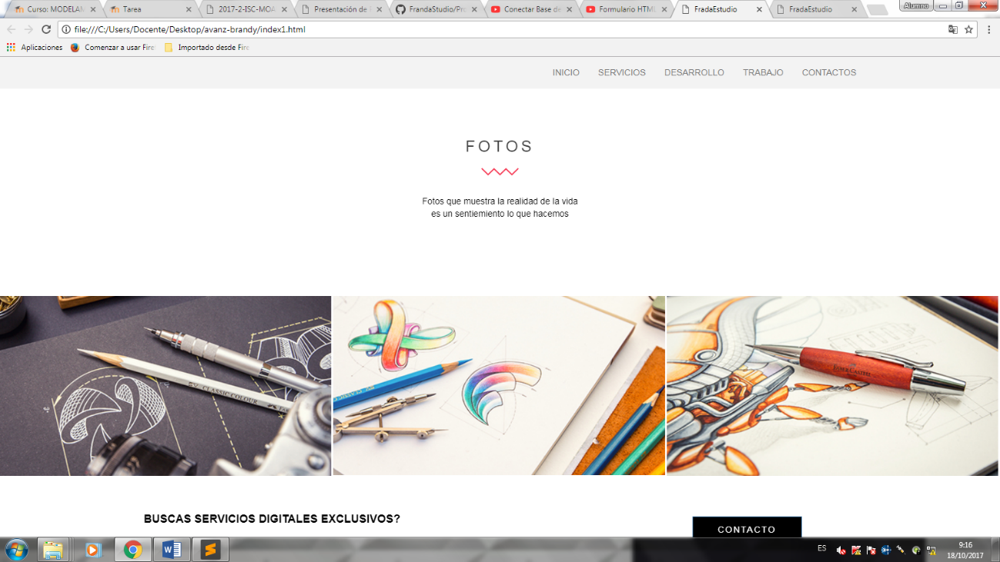 Curso: MODELAM
Tarea
2017-2-ISC-MOA
Presentación de
FrandaStudio/Pro
Conectar Base de
Formulario HTML
FradaEstudio
FradaEstudio
Alumno
file:///C:/Users/Docente/Desktop/avanz-brandy/index1.html
Aplicaciones
Comenzar a usar Fire
Importado desde Fire
INICIO
SERVICIOS
DESARROLLO
TRABAJO
CONTACTOS
FOTOS
Fotos que muestra la realidad de la vida
es un sentiemiento lo que hacemos
CLASSIC COLOUR
FABER-CASTELL
BUSCAS SERVICIOS DIGITALES EXCLUSIVOS?
CONTACTO
ES
9:16
18/10/2017